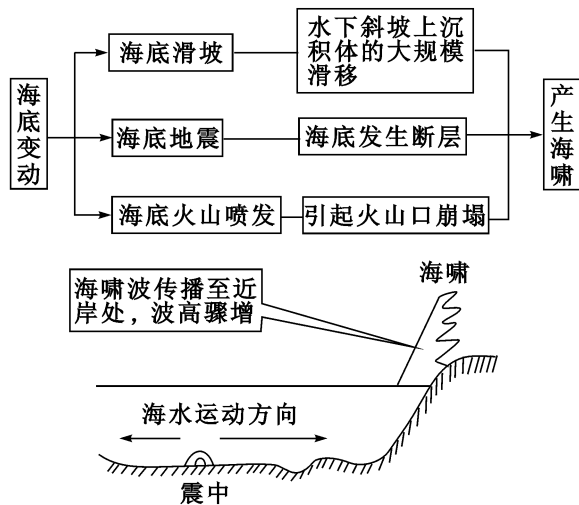 海底变动
海底滑坡
水下斜坡上沉
积体的大规模
滑移
海底地震
海底发生断层
海底火山喷发
引起火山口崩塌
产生海啸
海啸波传播至近
岸处，波高骤增
海啸
海水运动方向
震中